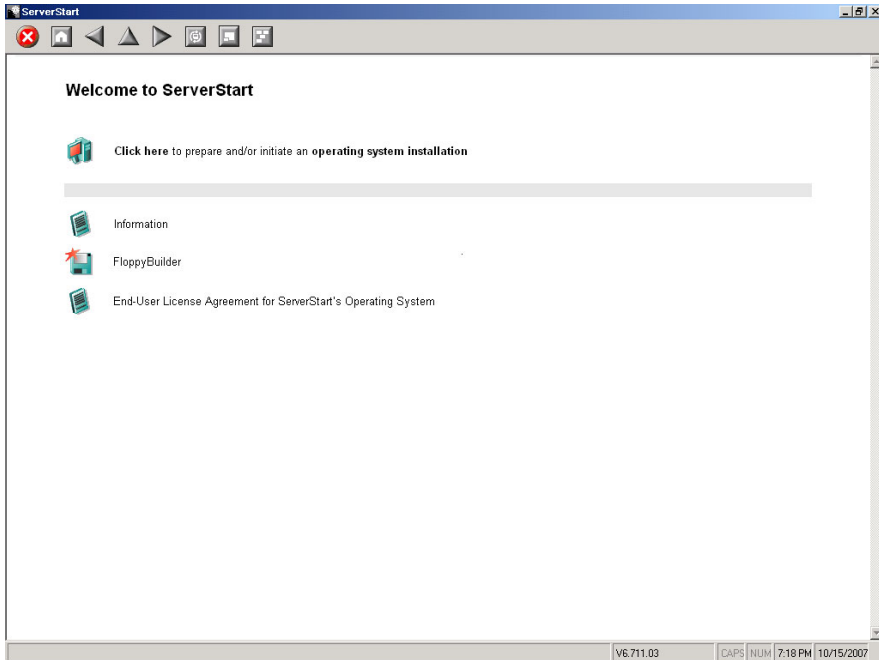 ServerStart
Welcome to ServerStart
Click here to prepare and/or initiate an operating system installation
Information
FloppyBuilder
End-User License Agreement for ServerStart's Operating System
V6.711.03 CAPS NUM 7:18 PM 10/15/2007